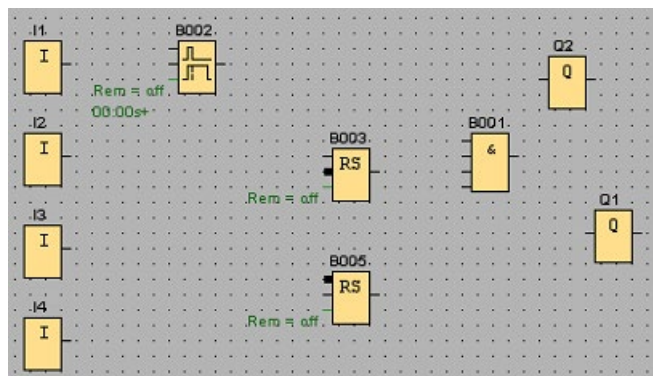 I1
B002
I
Rem = off
00:00s+
Q2
Q
I2
I
B003
RS
Rem = off
B001
&
I3
I
Q1
Q
B005
RS
Rem = off
I4
I